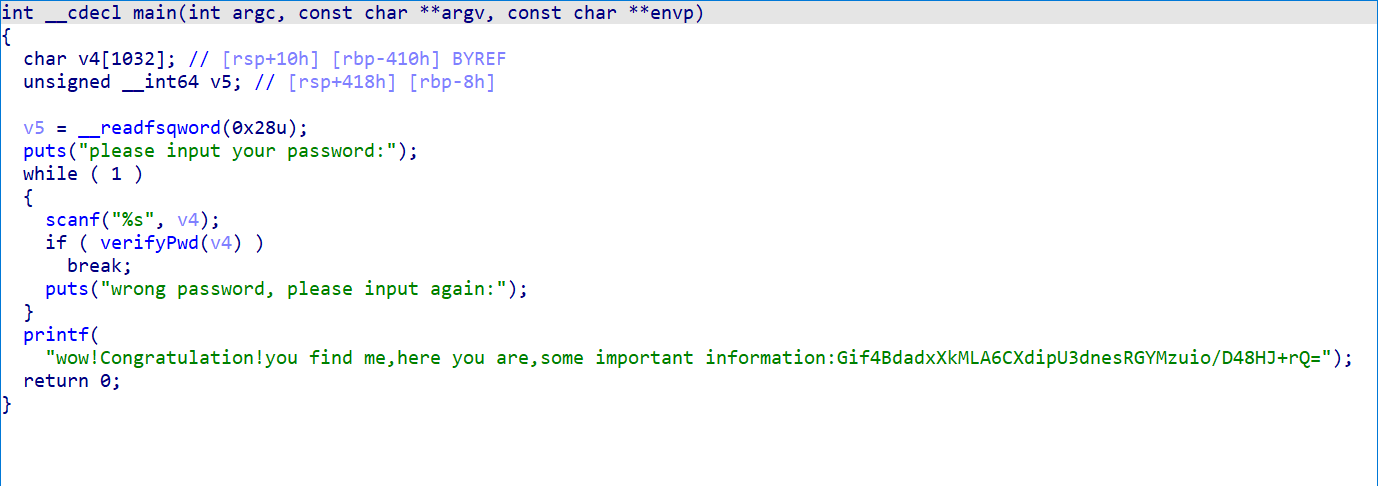 int __cdecl main(int argc, const char **argv, const char **envp)
{
  char v4[1032]; // [rsp+10h] [rbp-410h] BYREF
  unsigned __int64 v5; // [rsp+418h] [rbp-8h]

  v5 = __readfsqword(0x28u);
  puts("please input your password:");
  while ( 1 )
  {
    scanf("%s", v4);
    if ( verifyPwd(v4) )
      break;
    puts("wrong password, please input again:");
  }
  printf(
    "wow!Congratulation!you find me,here you are,some important information:Gif4BdadxXkMLA6CXdipU3dnesRGYMzuio/D48HJ+rQ=");
  return 0;
}